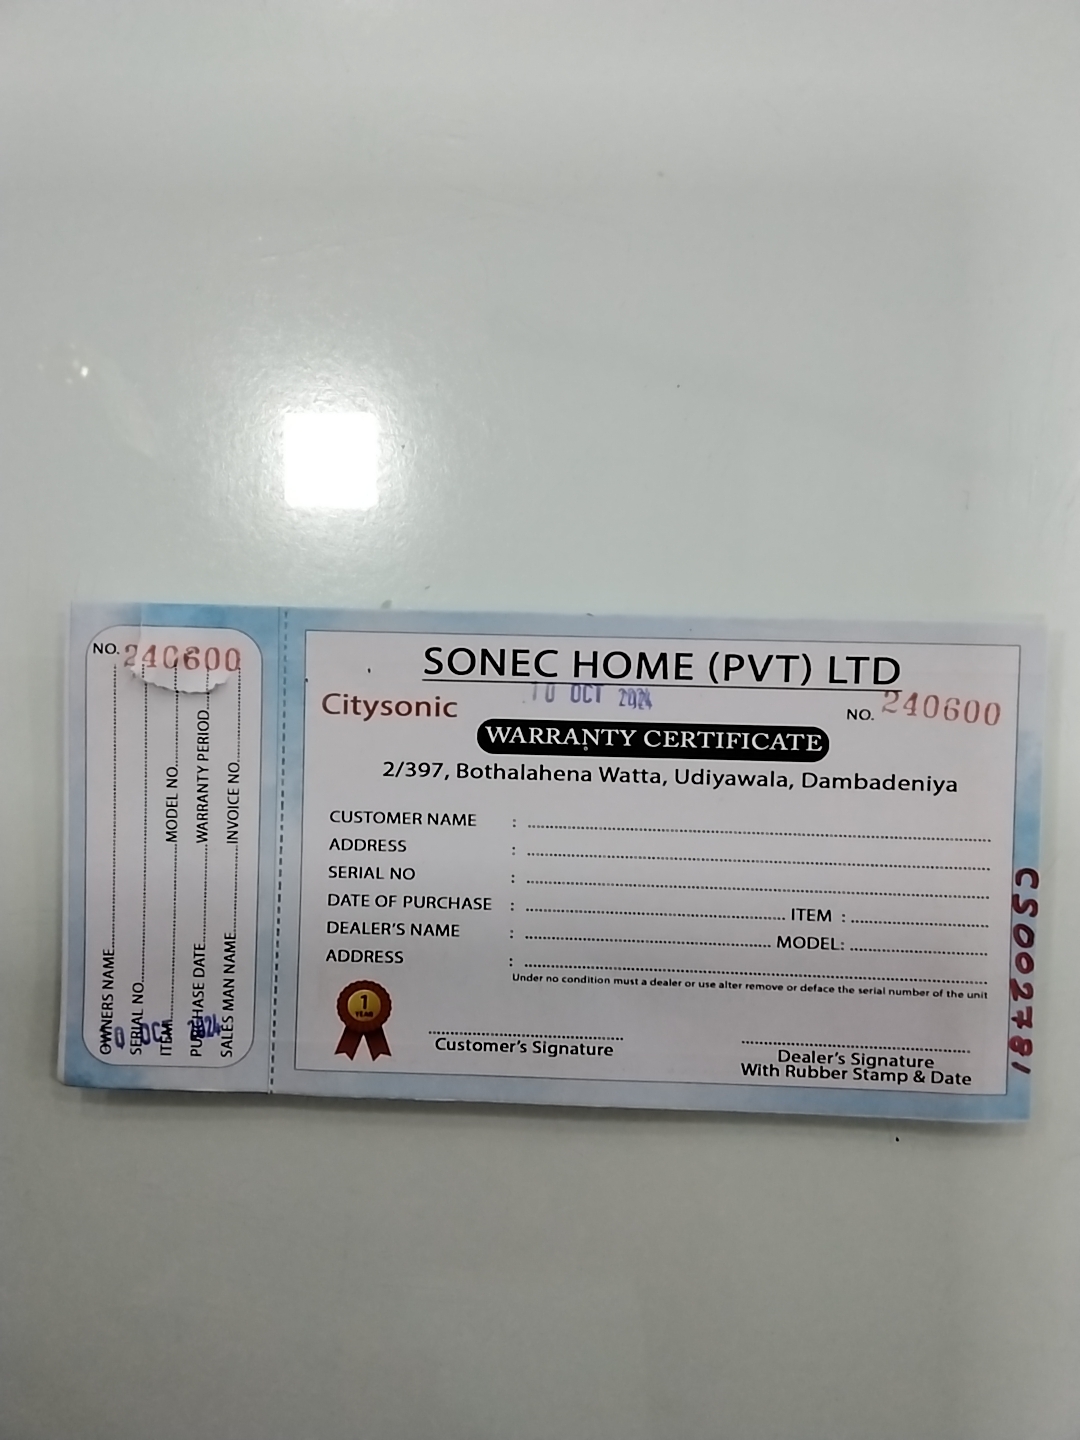 NO. 240600
OWNERS NAME
SERIAL NO.
ITEM MODEL NO.
PURCHASE DATE WARRANTY PERIOD
SALES MAN NAME INVOICE NO.
10 OCT 2024
SONEC HOME (PVT) LTD
10 OCT 2024
Citysonic
NO. 240600
WARRANTY CERTIFICATE
2/397, Bothalahena Watta, Udiyawala, Dambadeniya
CUSTOMER NAME :
ADDRESS :
SERIAL NO :
DATE OF PURCHASE : ITEM :
DEALER'S NAME : MODEL:
ADDRESS :
Under no condition must a dealer or use alter remove or deface the serial number of the unit
1
YEAR
Customer's Signature
Dealer's Signature
With Rubber Stamp & Date
CS002781